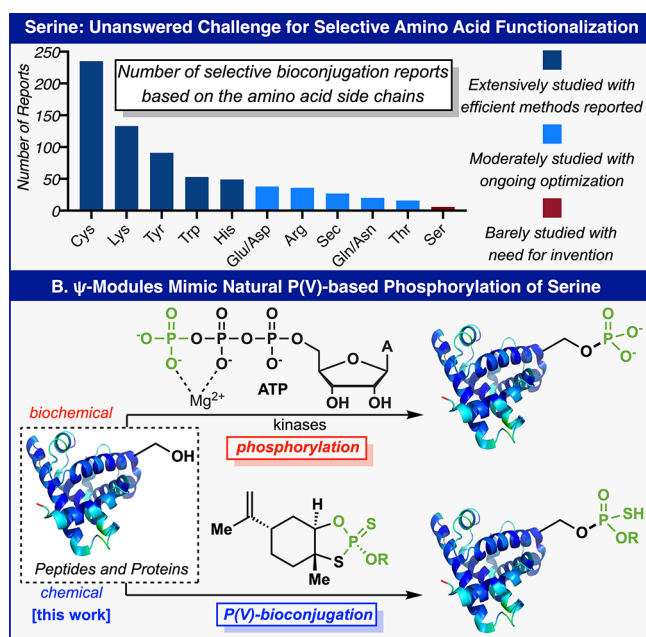 Serine: Unanswered Challenge for Selective Amino Acid Functionalization
Number of Reports
250
200
150
100
50
0
Number of selective bioconjugation reports
based on the amino acid side chains
Cys
Lys
Tyr
Trp
His
Glu/Asp
Arg
Sec
Gln/Asn
Thr
Ser
Extensively studied with
efficient methods reported
Moderately studied with
ongoing optimization
Barely studied with
need for invention
B. ψ-Modules Mimic Natural P(V)-based Phosphorylation of Serine
O O O
-O P O P O P O A
O- O- O- O
Mg2+ ATP OH OH
O
O P O-
O-
biochemical
kinases
phosphorylation
OH
Peptides and Proteins
chemical
[this work]
H
O S
Me P
S OR
Me
P(V)-bioconjugation
O
O P SH
OR